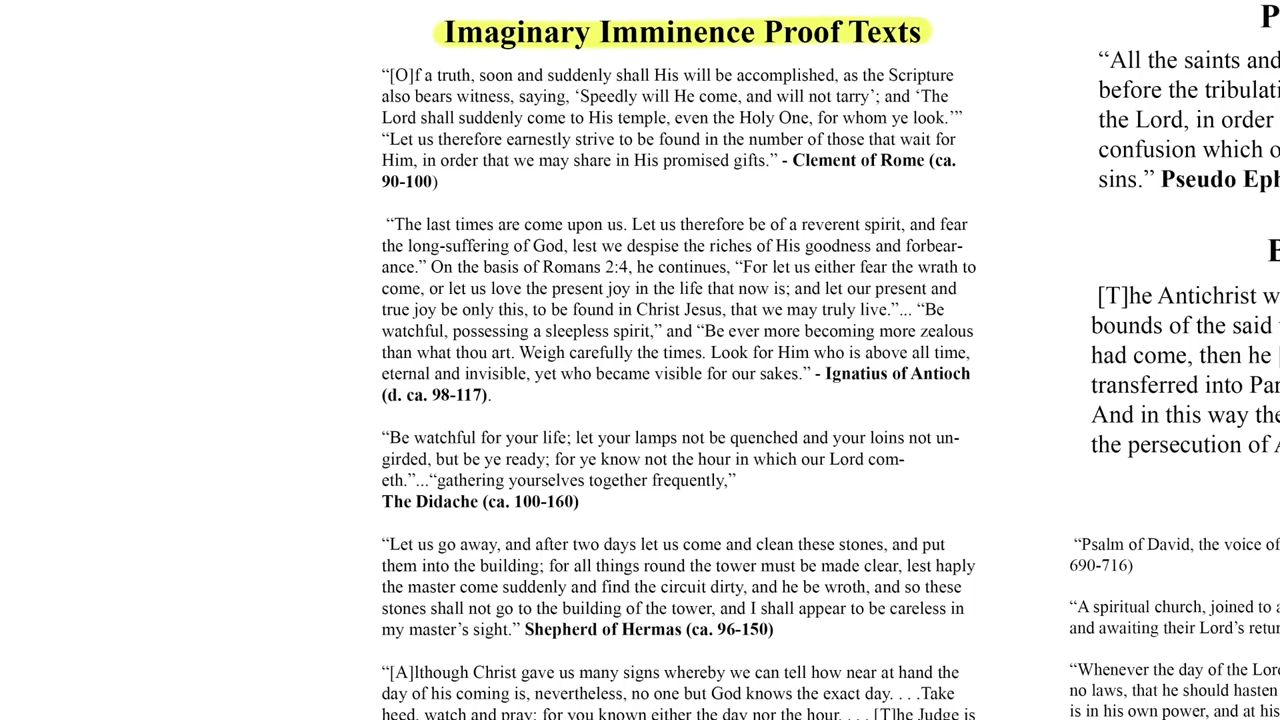 Imaginary Imminence Proof Texts
“[O]f a truth, soon and suddenly shall His will be accomplished, as the Scripture
also bears witness, saying, ‘Speedly will He come, and will not tarry’; and ‘The
Lord shall suddenly come to His temple, even the Holy One, for whom ye look.’”
“Let us therefore earnestly strive to be found in the number of those that wait for
Him, in order that we may share in His promised gifts.” - Clement of Rome (ca.
90-100)
“The last times are come upon us. Let us therefore be of a reverent spirit, and fear
the long-suffering of God, lest we despise the riches of His goodness and forbear-
ance.” On the basis of Romans 2:4, he continues, “For let us either fear the wrath to
come, or let us love the present joy in the life that now is; and let our present and
true joy be only this, to be found in Christ Jesus, that we may truly live.”... “Be
watchful, possessing a sleepless spirit,” and “Be ever more becoming more zealous
than what thou art. Weigh carefully the times. Look for Him who is above all time,
eternal and invisible, yet who became visible for our sakes.” - Ignatius of Antioch
(d. ca. 98-117).
“Be watchful for your life; let your lamps not be quenched and your loins not un-
girded, but be ye ready; for ye know not the hour in which our Lord com-
eth.”...“gathering yourselves together frequently,”
The Didache (ca. 100-160)
“Let us go away, and after two days let us come and clean these stones, and put
them into the building; for all things round the tower must be made clear, lest haply
the master come suddenly and find the circuit dirty, and he be wroth, and so these
stones shall not go to the building of the tower, and I shall appear to be careless in
my master’s sight.” Shepherd of Hermas (ca. 96-150)
“[A]lthough Christ gave us many signs whereby we can tell how near at hand the
day of his coming is, nevertheless, no one but God knows the exact day. . . .Take
heed, watch and pray; for you known either the day nor the hour. . . . [T]he Judge is
P
“All the saints and
before the tribulati
the Lord, in order
confusion which o
sins.” Pseudo Eph
[T]he Antichrist w
bounds of the said
had come, then he [
transferred into Par
And in this way the
the persecution of A
“Psalm of David, the voice of
690-716)
“A spiritual church, joined to a
and awaiting their Lord’s retur
“Whenever the day of the Lord
no laws, that he should hasten
is in his own power, and at his